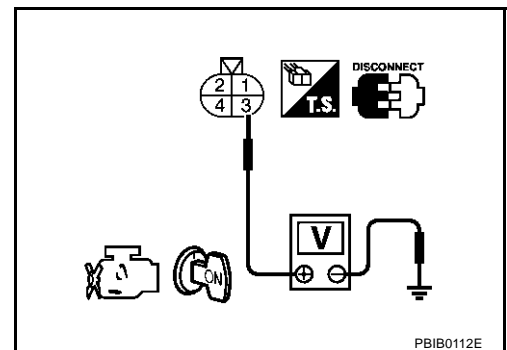 DISCONNECT
2 1
4 3
T.S.
V
ON
PBIB0112E